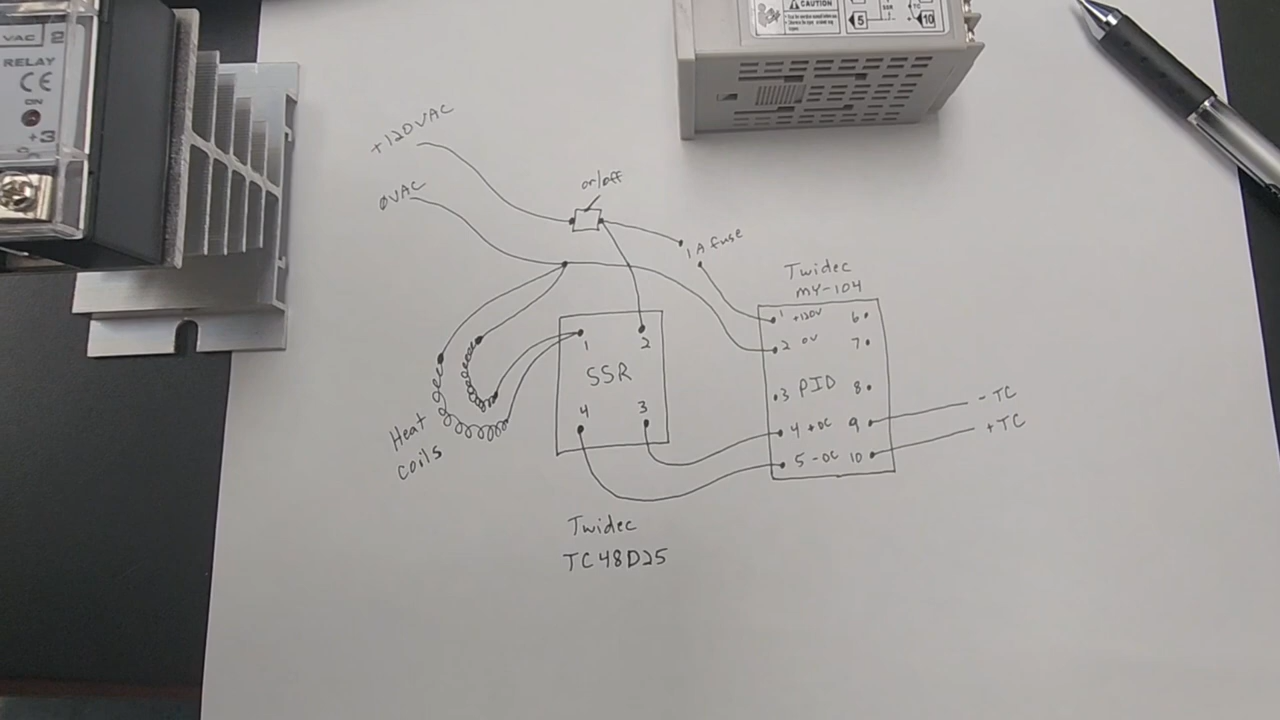 VAC 2
RELAY
CE
ON
+3
CAUTION
5
10
+120VAC
0VAC
on/off
1A fuse
Twidec
MY-104
1 +120V 6
2 0V 7
3 PID 8
4 +DC 9
5 -DC 10
- TC
+ TC
1 2
SSR
4 3
Heat
coils
Twidec
TC48D25